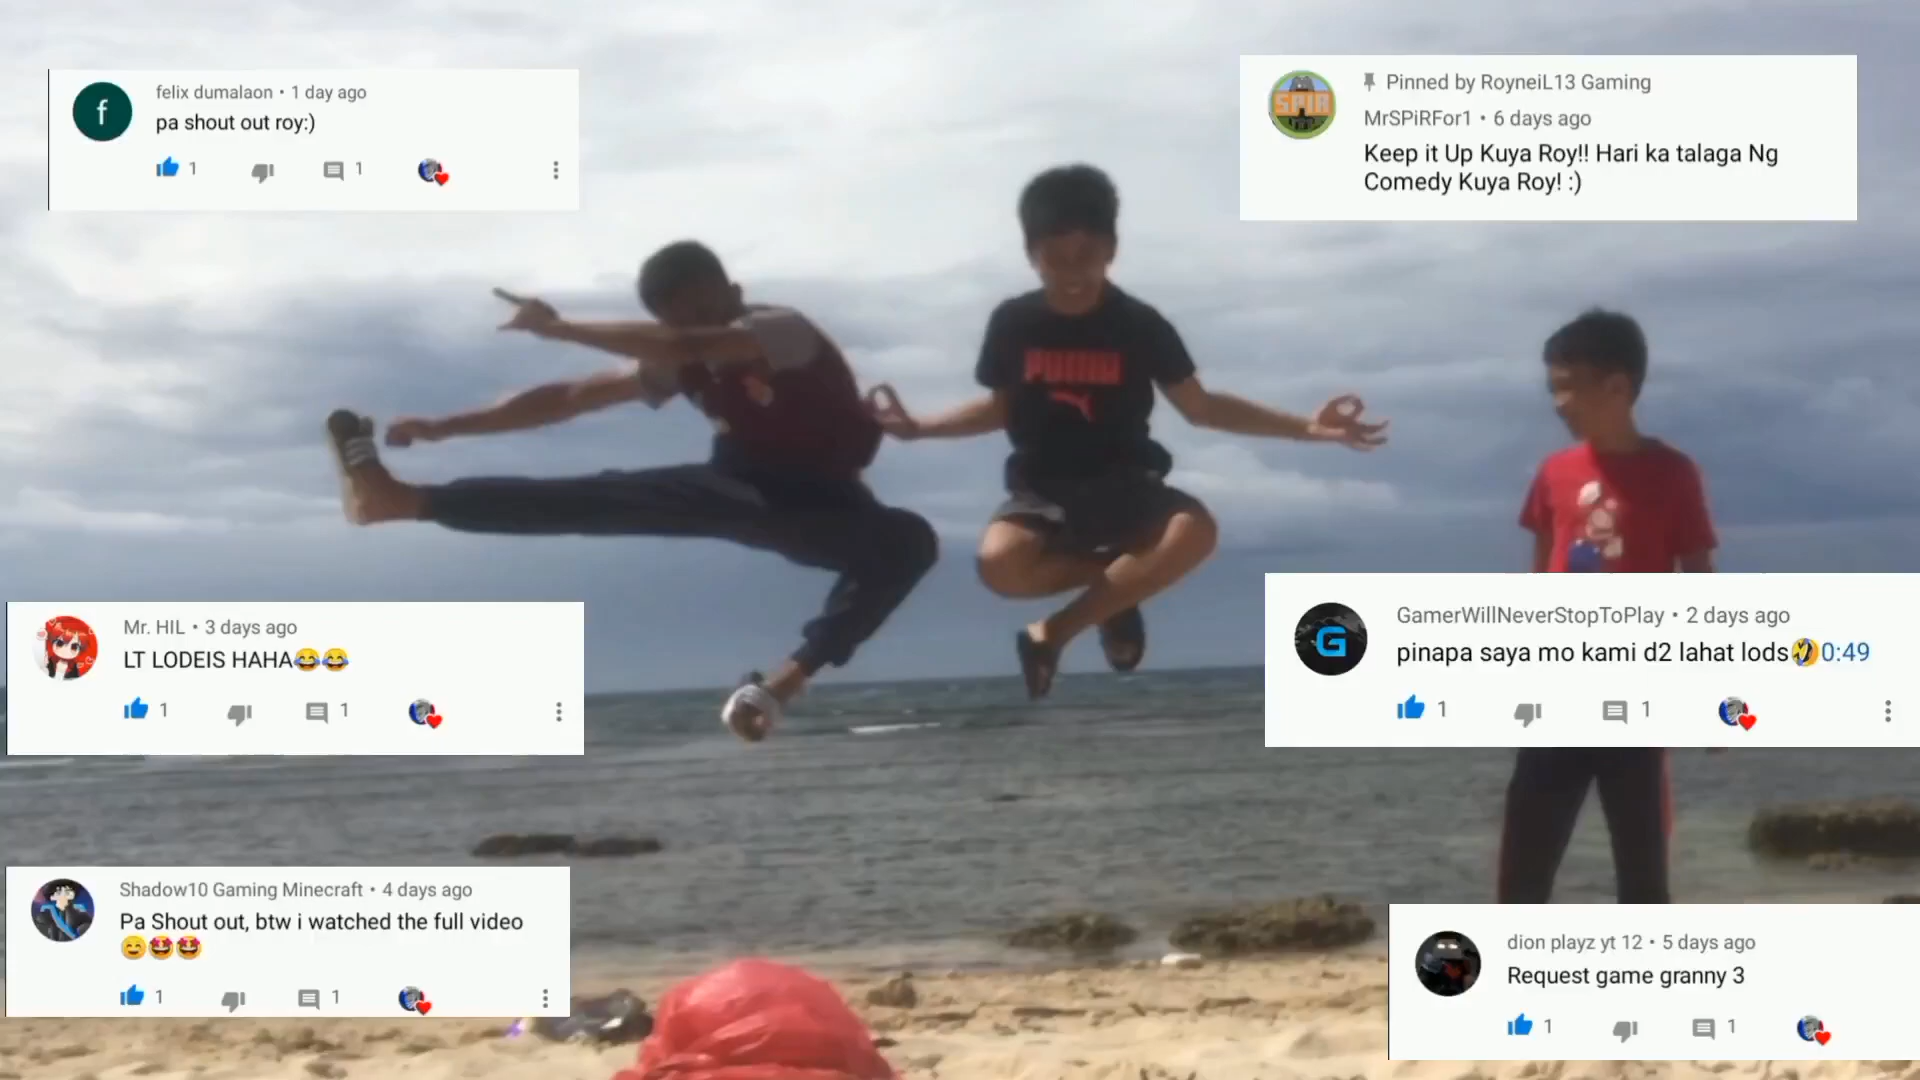 felix dumalaon • 1 day ago
pa shout out roy:)
1
1
Pinned by RoyneiL13 Gaming
MrSPiRFor1 • 6 days ago
Keep it Up Kuya Roy!! Hari ka talaga Ng
Comedy Kuya Roy! :)
SPIR
f
PUMA
Mr. HIL • 3 days ago
LT LODEIS HAHA😂😂
1
1
GamerWillNeverStopToPlay • 2 days ago
pinapa saya mo kami d2 lahat lods🤣0:49
1
1
G
Shadow10 Gaming Minecraft • 4 days ago
Pa Shout out, btw i watched the full video
😊🤩🤩
1
1
dion playz yt 12 • 5 days ago
Request game granny 3
1
1